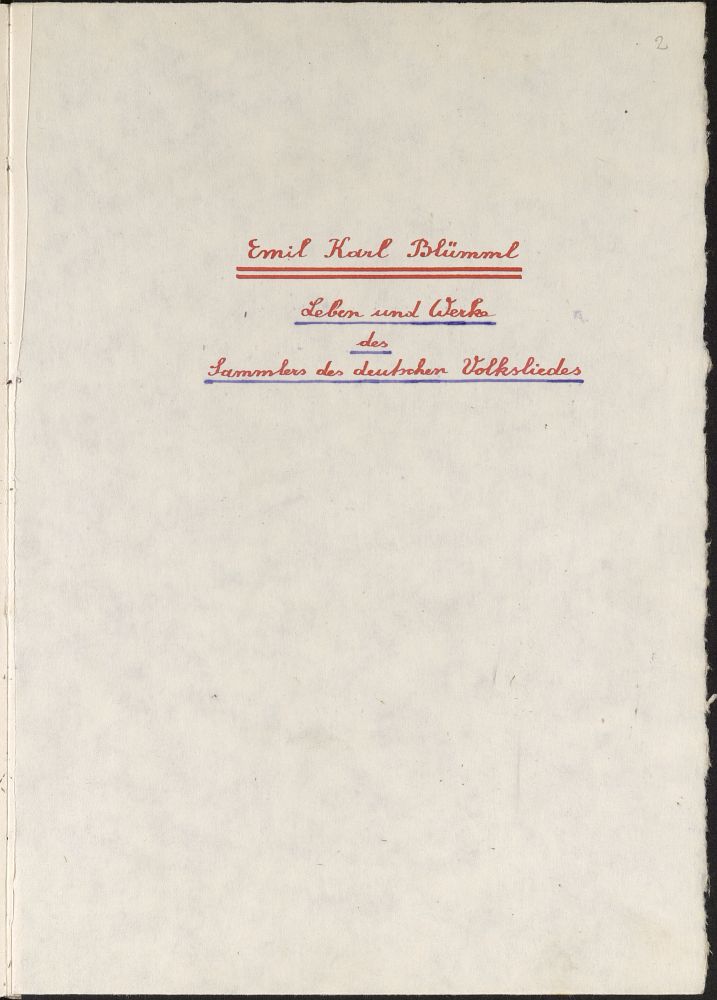 2
Emil Karl Blümml
Leben und Werke
des
Sammlers des deutschen Volksliedes